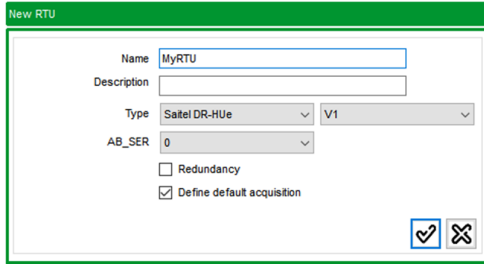 New RTU
Name MyRTU
Description
Type Saitel DR-HUe V1
AB_SER 0
Redundancy
Define default acquisition